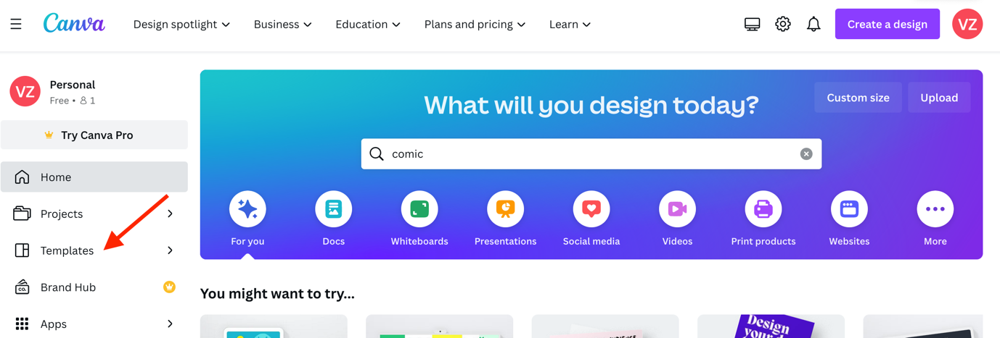 Canva
Design spotlight
Business
Education
Plans and pricing
Learn
Create a design
VZ
VZ
Personal
Free • 1
Try Canva Pro
Home
Projects
Templates
CO.
Brand Hub
Apps
What will you design today?
Custom size
Upload
comic
For you
Docs
Whiteboards
Presentations
Social media
Videos
Print products
Websites
More
You might want to try...
Design
your